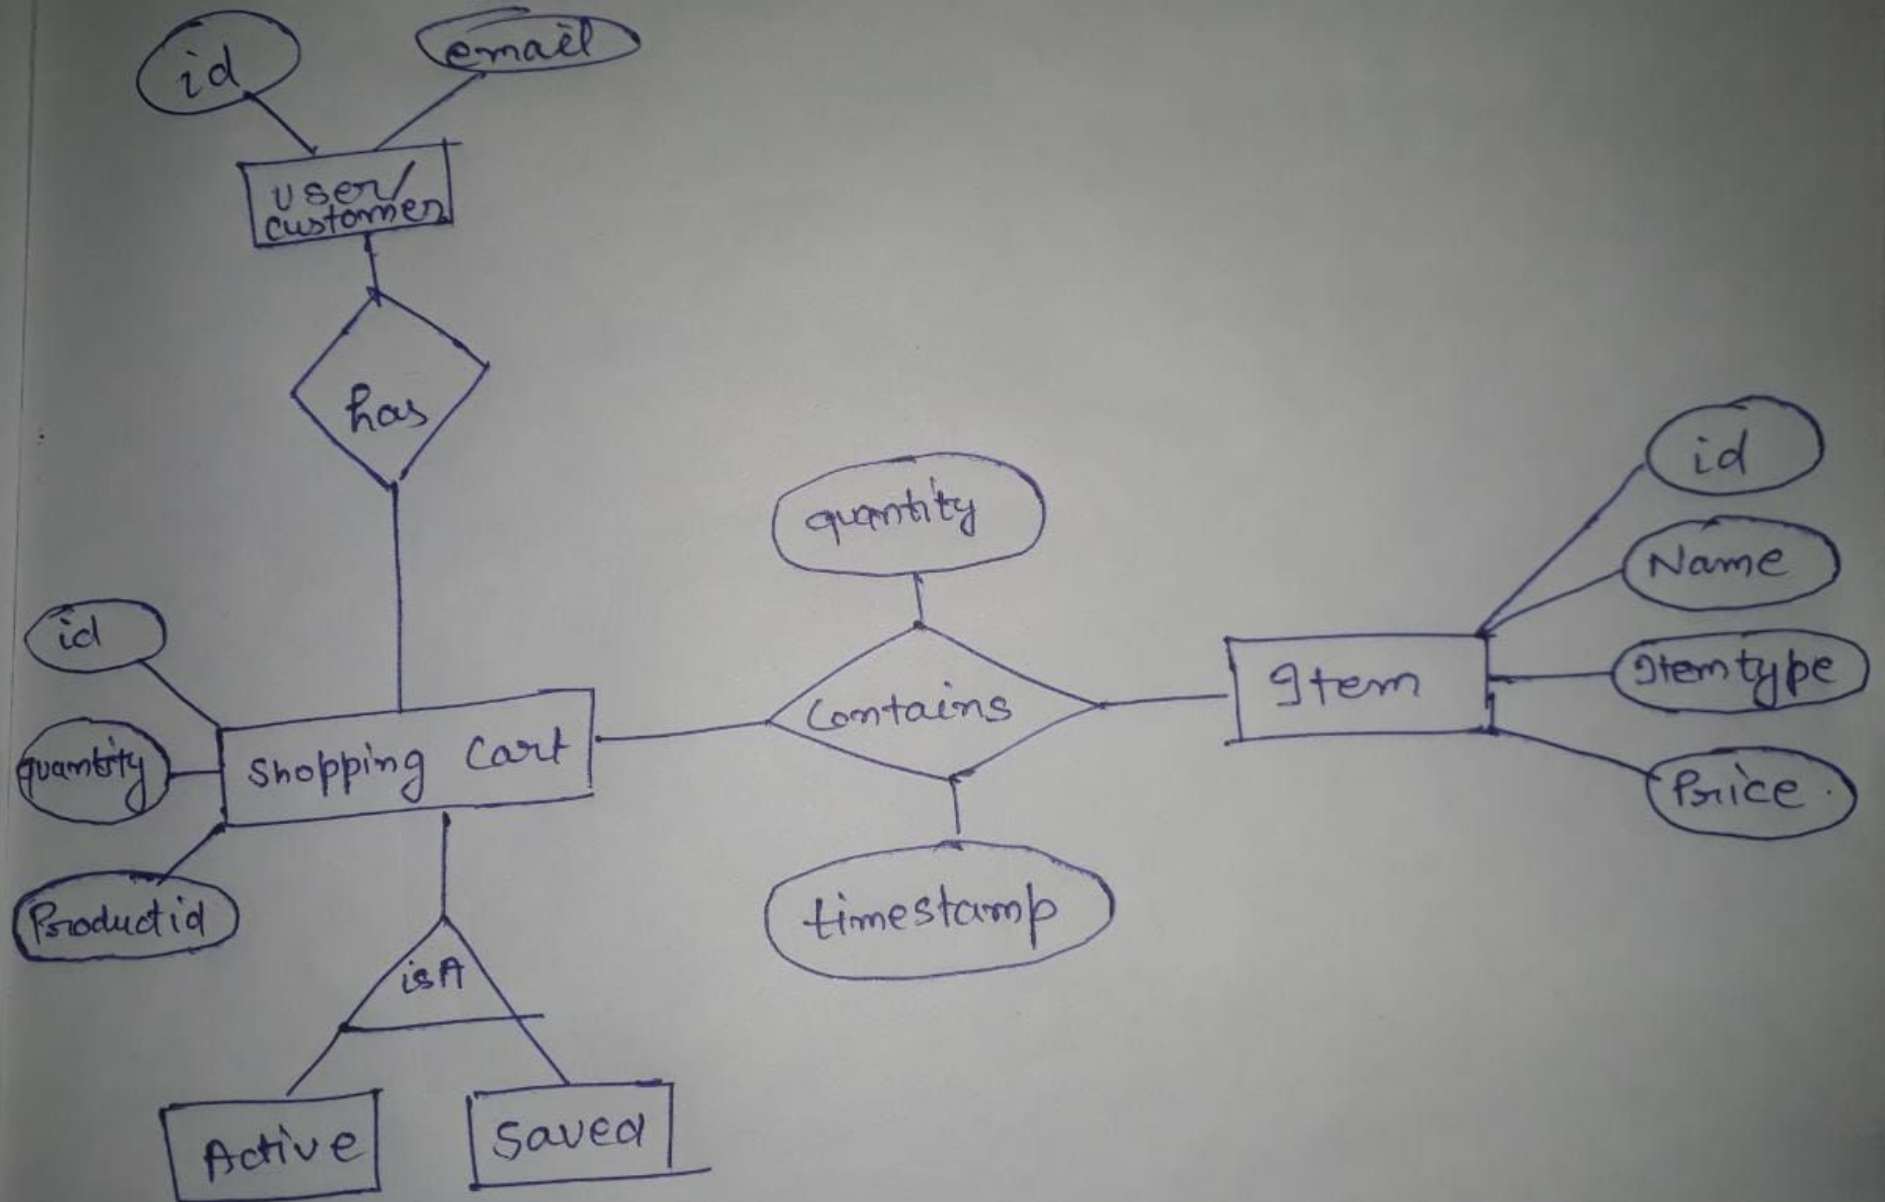 id
email
user/
customer
has
id
quantity
Productid
Shopping Cart
quantity
Contains
timestamp
Item
id
Name
Itemtype
Price
isA
Active
Saved